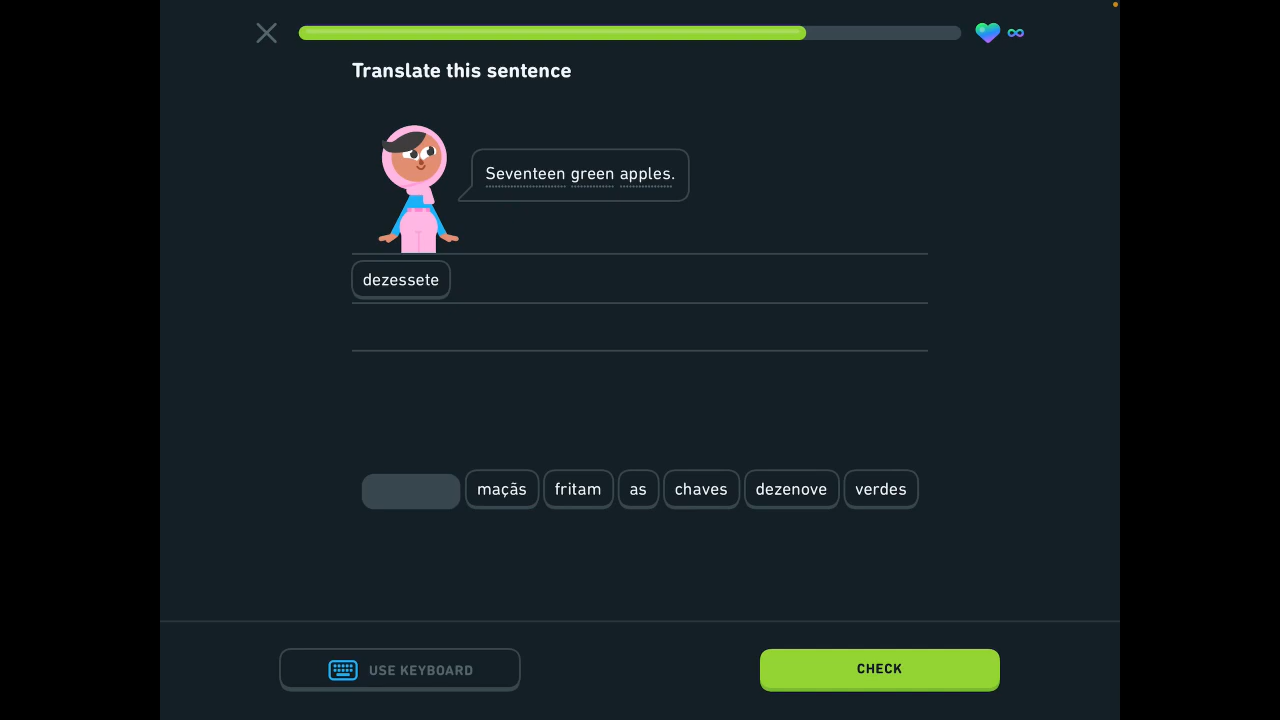 Translate this sentence
Seventeen green apples.
dezessete
maçãs fritam as chaves dezenove verdes
USE KEYBOARD CHECK